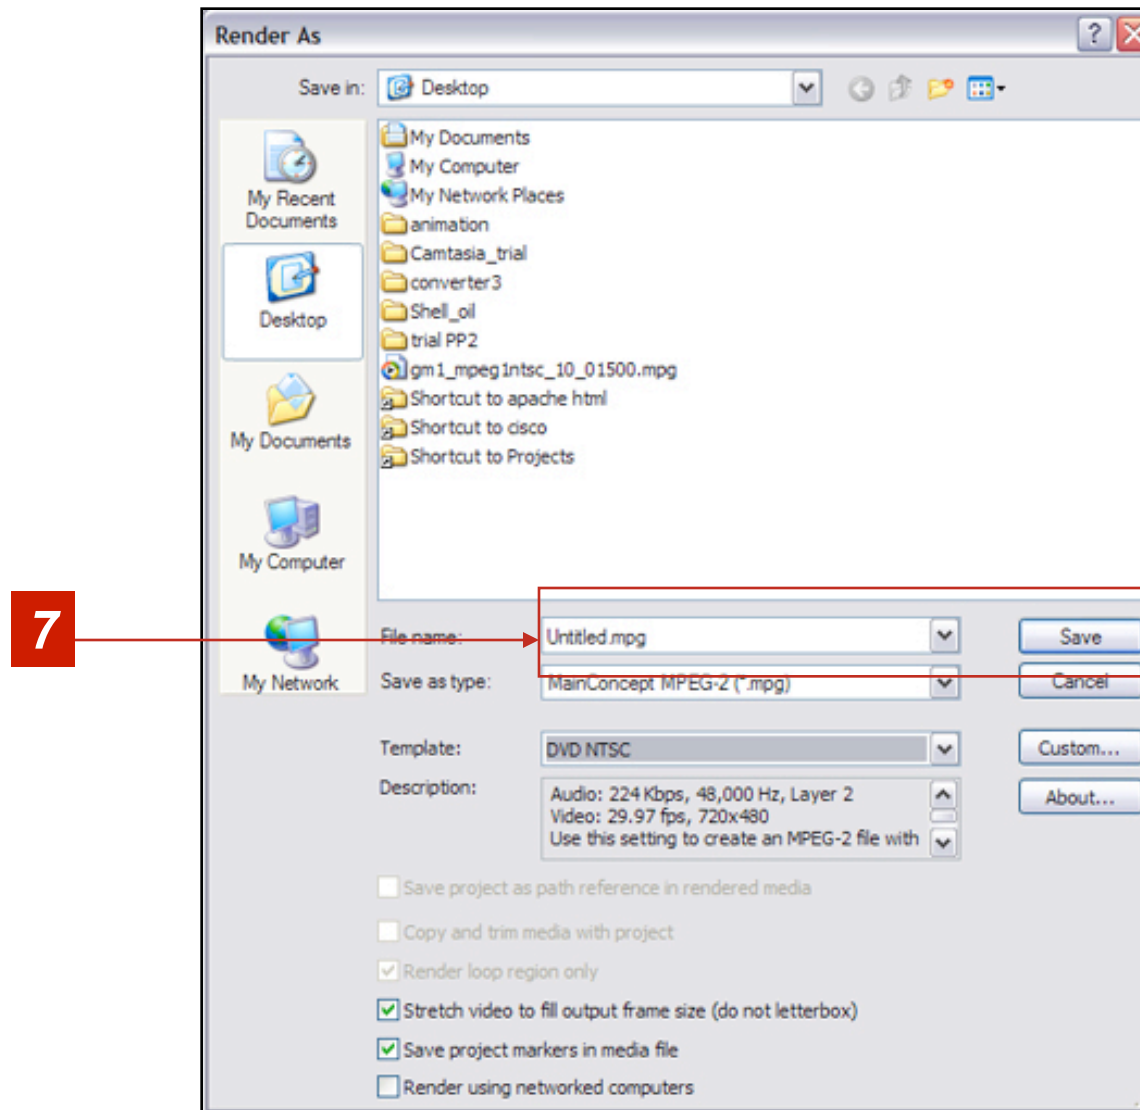 Render As
Save in: Desktop
My Recent
Documents
Desktop
My Documents
My Computer
My Network
My Documents
My Computer
My Network Places
animation
Camtasia_trial
converter3
Shell_oil
trial PP2
gm1_mpeg1ntsc_10_01500.mpg
Shortcut to apache html
Shortcut to cisco
Shortcut to Projects
7
File name: Untitled.mpg Save
Save as type: MainConcept MPEG-2 (*.mpg) Cancel
Template: DVD NTSC Custom...
Description: Audio: 224 Kbps, 48,000 Hz, Layer 2 About...
Video: 29.97 fps, 720x480
Use this setting to create an MPEG-2 file with
Save project as path reference in rendered media
Copy and trim media with project
Render loop region only
Stretch video to fill output frame size (do not letterbox)
Save project markers in media file
Render using networked computers